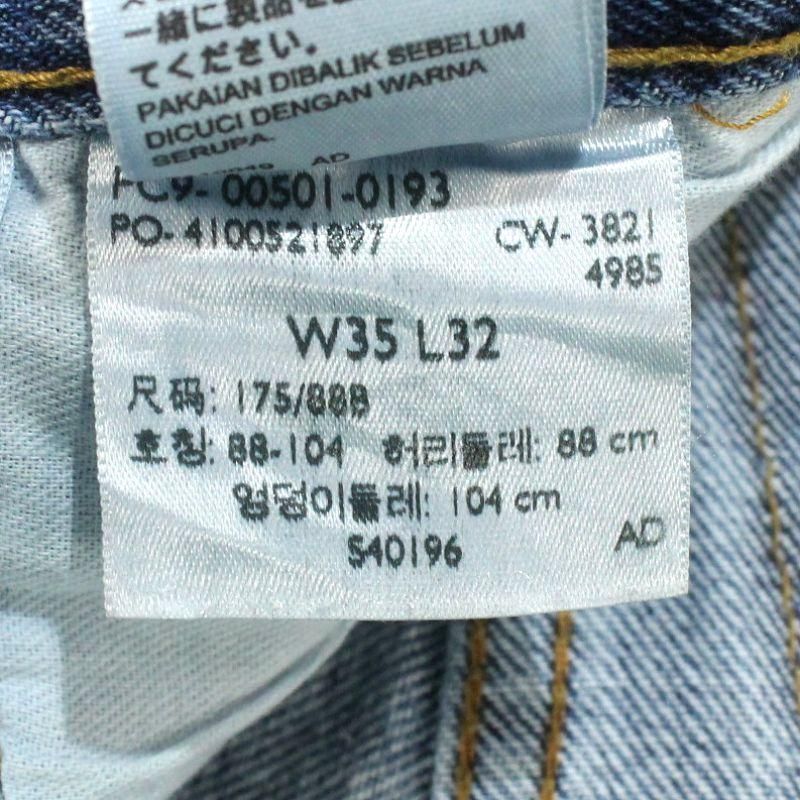 一緒に製品を
てください。
PAKAIAN DIBALIK SEBELUM
DICUCI DENGAN WARNA
SERUPA.
AD
PC9- 00501-0193
PO- 4100521897 CW- 3821
4985
W35 L32
尺码: 175/88B
호칭: 88-104 허리둘레: 88 cm
엉덩이둘레: 104 cm
S40196 AD